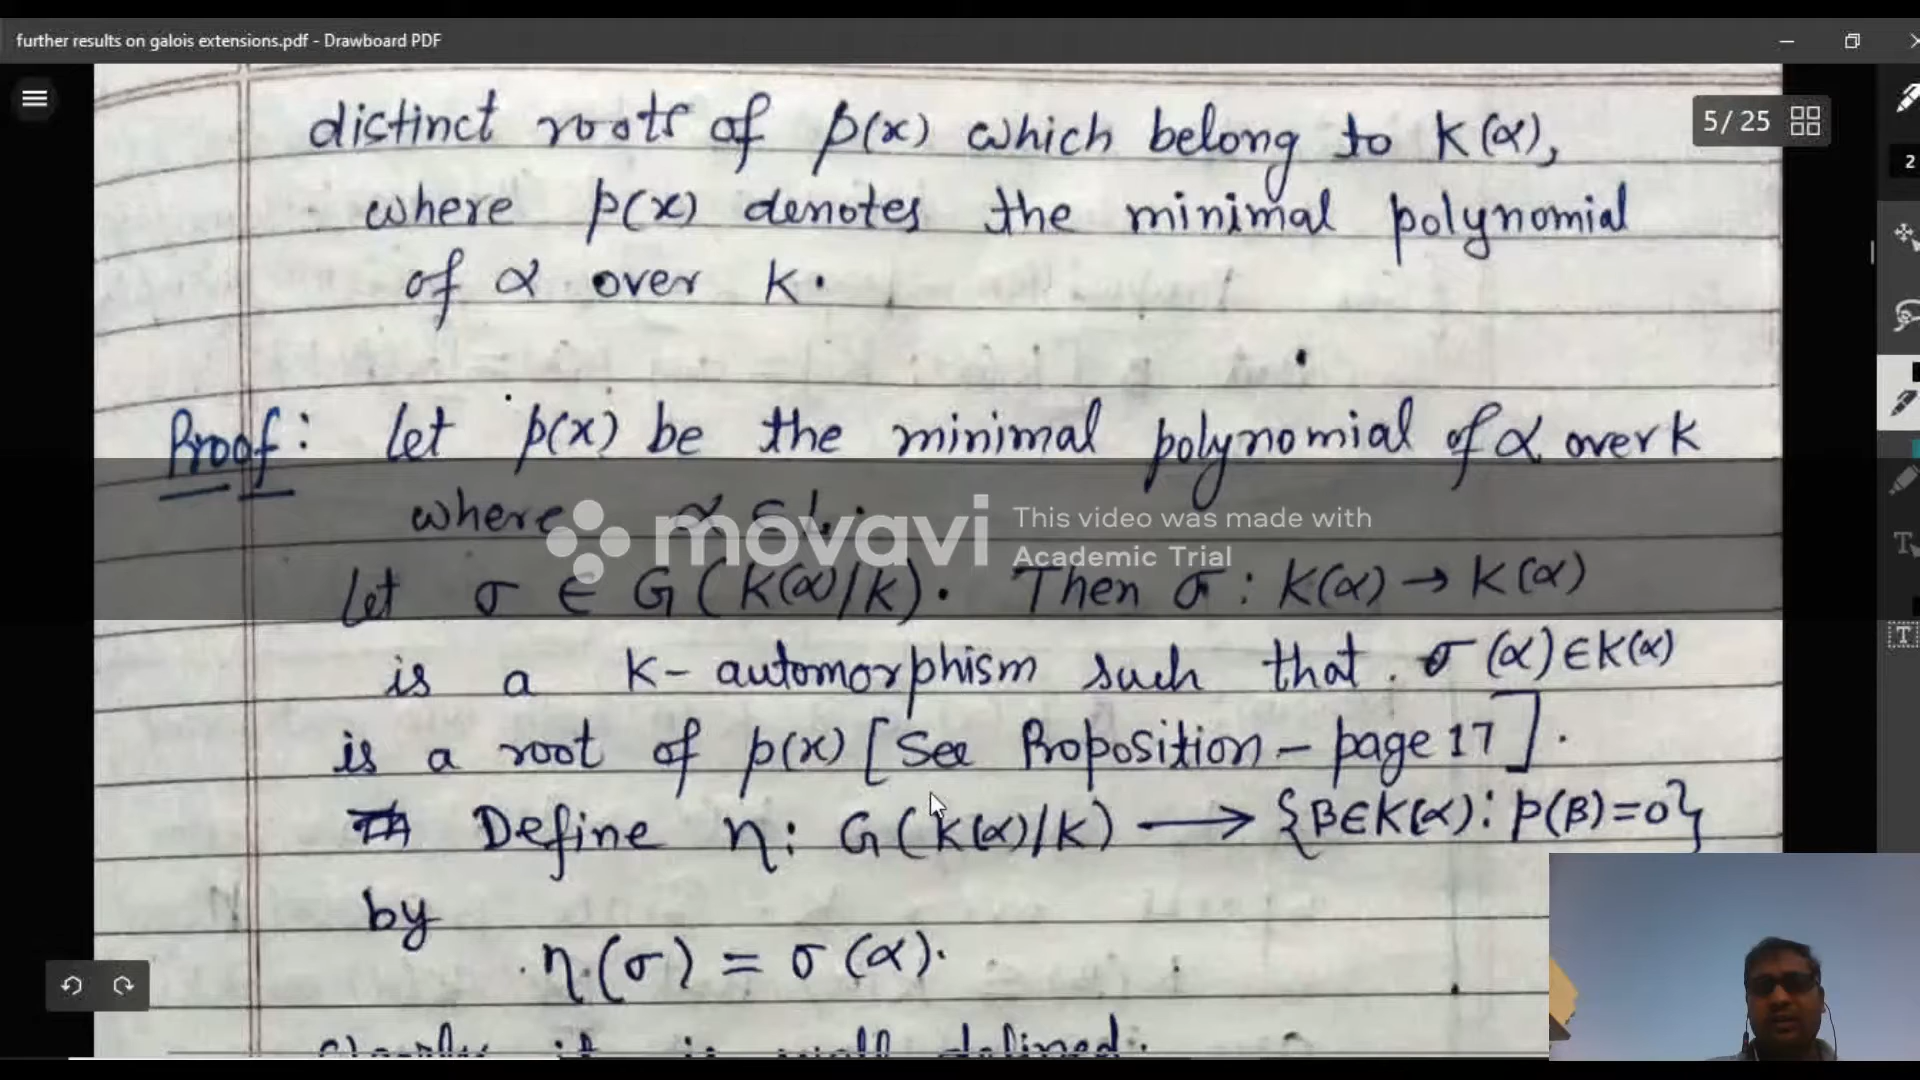 further results on galois extensions.pdf - Drawboard PDF
5 / 25
2
distinct roots of p(x) which belong to K(α),
where p(x) denotes the minimal polynomial
of α over K.
Proof: Let p(x) be the minimal polynomial of α over K
where α ∈ L.
movavi
This video was made with
Academic Trial
Let σ ∈ G(K(α)/K). Then σ : K(α) → K(α)
is a K-automorphism such that σ(α)∈K(α)
is a root of p(x) [See Proposition - page 17].
Define η: G(K(α)/K) → {β∈K(α): p(β)=0}
by
η(σ) = σ(α).